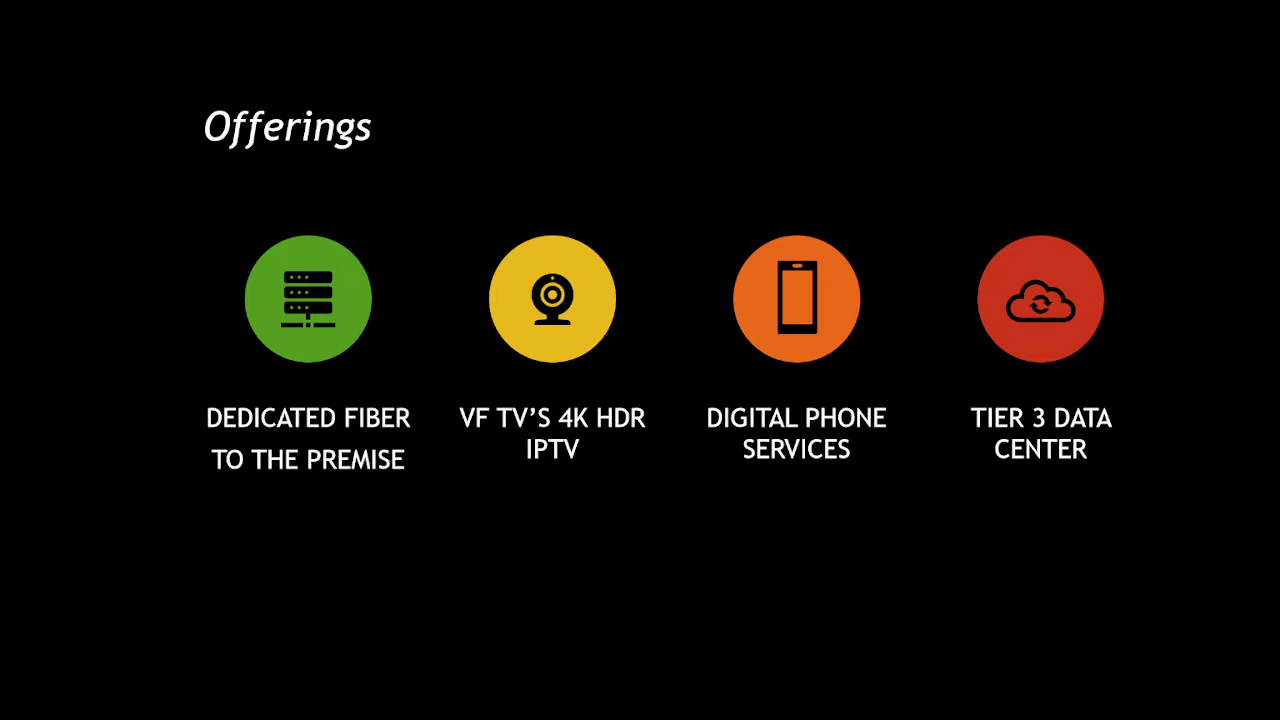 Offerings
DEDICATED FIBER
TO THE PREMISE
VF TV’S 4K HDR
IPTV
DIGITAL PHONE
SERVICES
TIER 3 DATA
CENTER